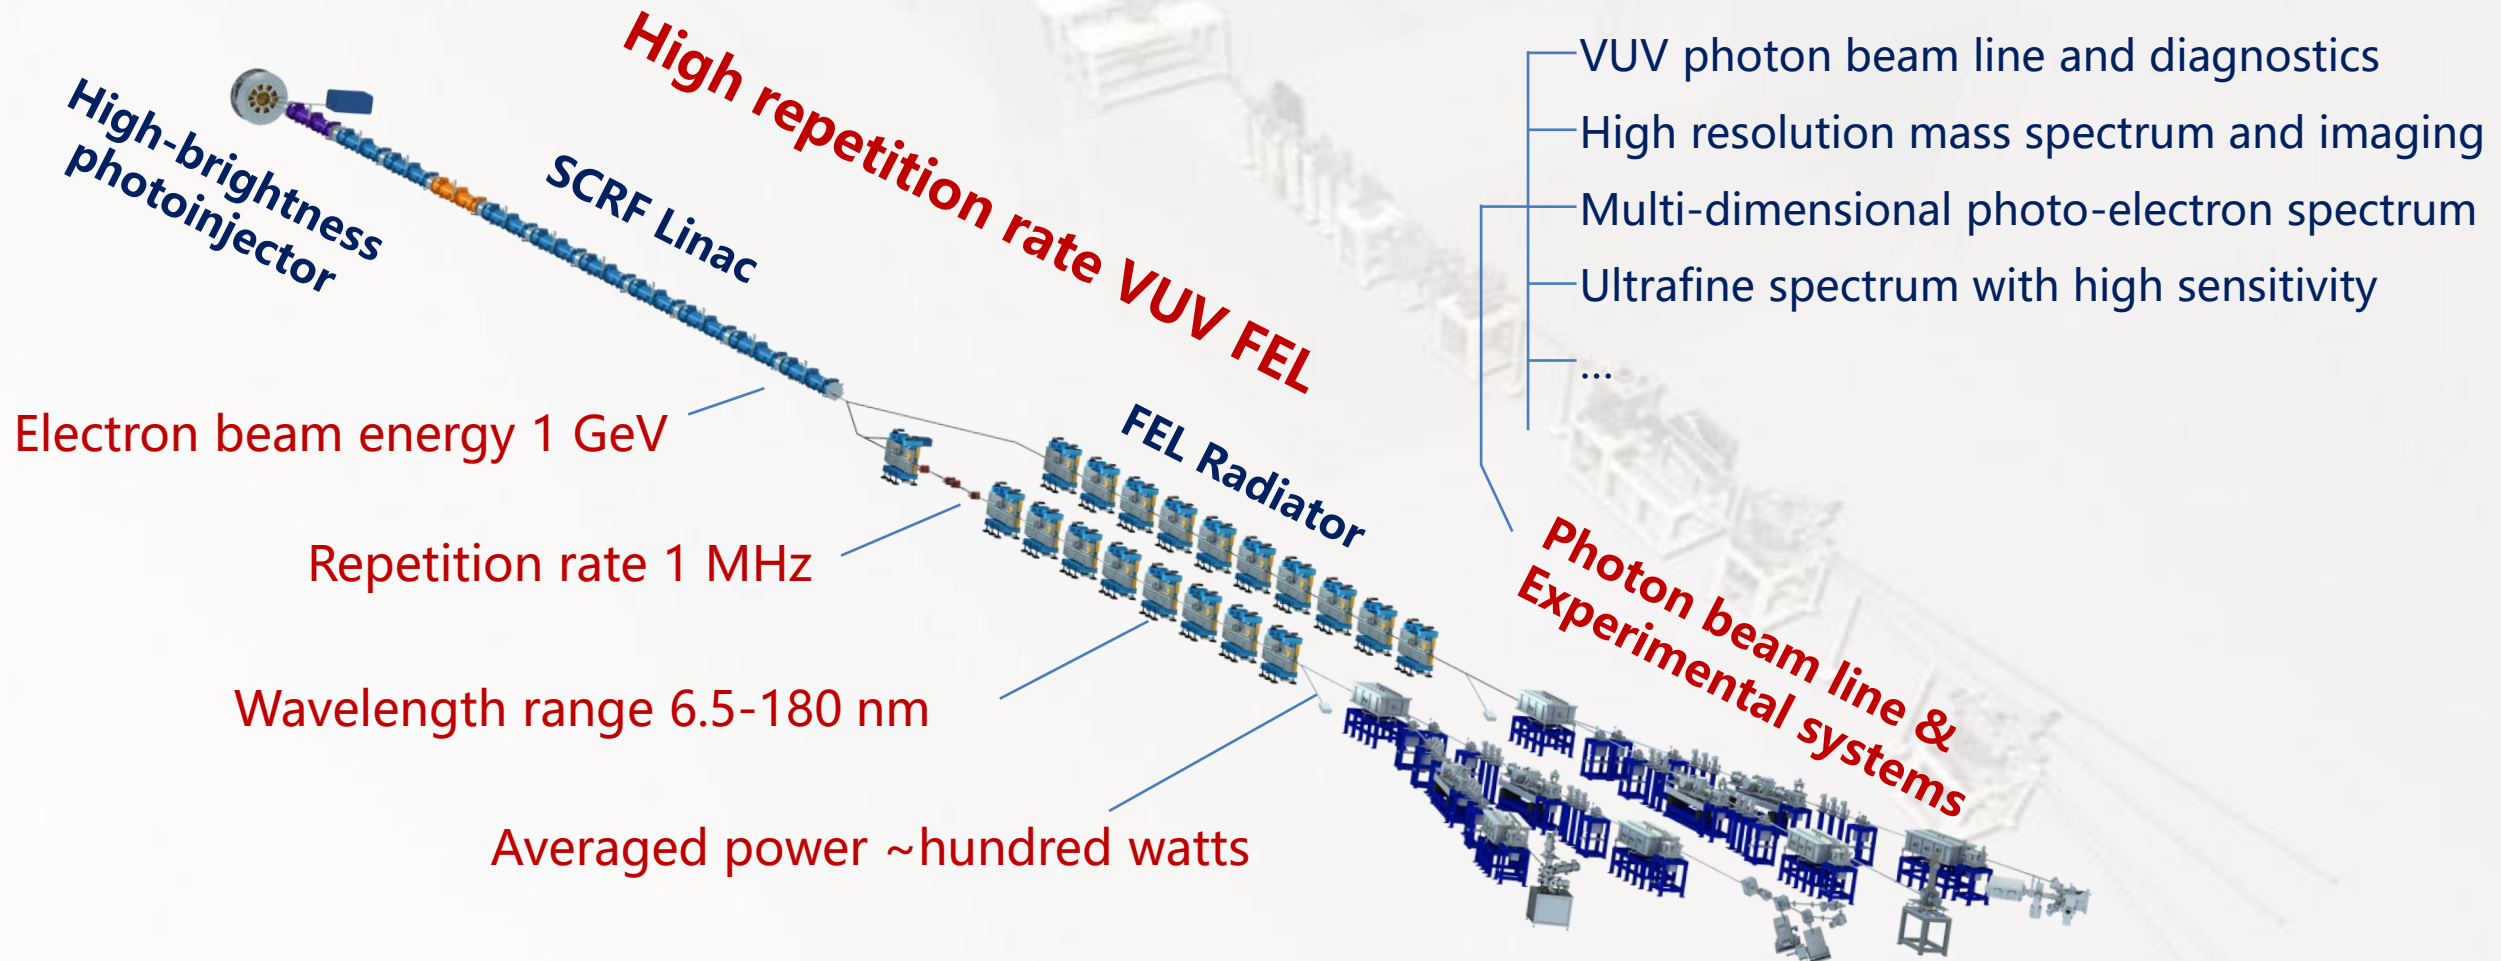 High-brightness
photoinjector
SCRF Linac
High repetition rate VUV FEL
VUV photon beam line and diagnostics
High resolution mass spectrum and imaging
Multi-dimensional photo-electron spectrum
Ultrafine spectrum with high sensitivity
...
Electron beam energy 1 GeV
FEL Radiator
Repetition rate 1 MHz
Photon beam line &
Experimental systems
Wavelength range 6.5-180 nm
Averaged power ~hundred watts